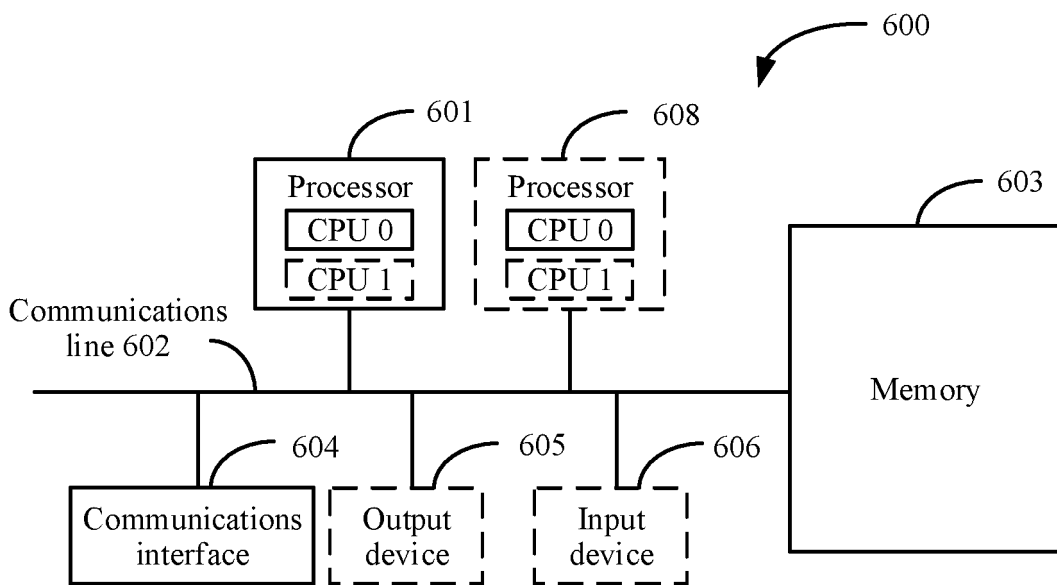 600
601
608
603
Processor
CPU 0
CPU 1
Processor
CPU 0
CPU 1
Communications
line 602
Memory
604
605
606
Communications
interface
Output
device
Input
device